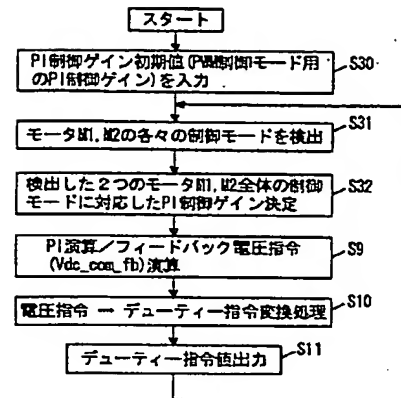 スタート
PI制御ゲイン初期値(PWM制御モード用
のPI制御ゲイン)を入力
S30
モータM1,M2の各々の制御モードを検出
S31
検出した2つのモータM1,M2全体の制御
モードに対応したPI制御ゲイン決定
S32
PI演算/フィードバック電圧指令
(Vdc_com_fb)演算
S9
電圧指令 → デューティー指令変換処理
S10
デューティー指令値出力
S11